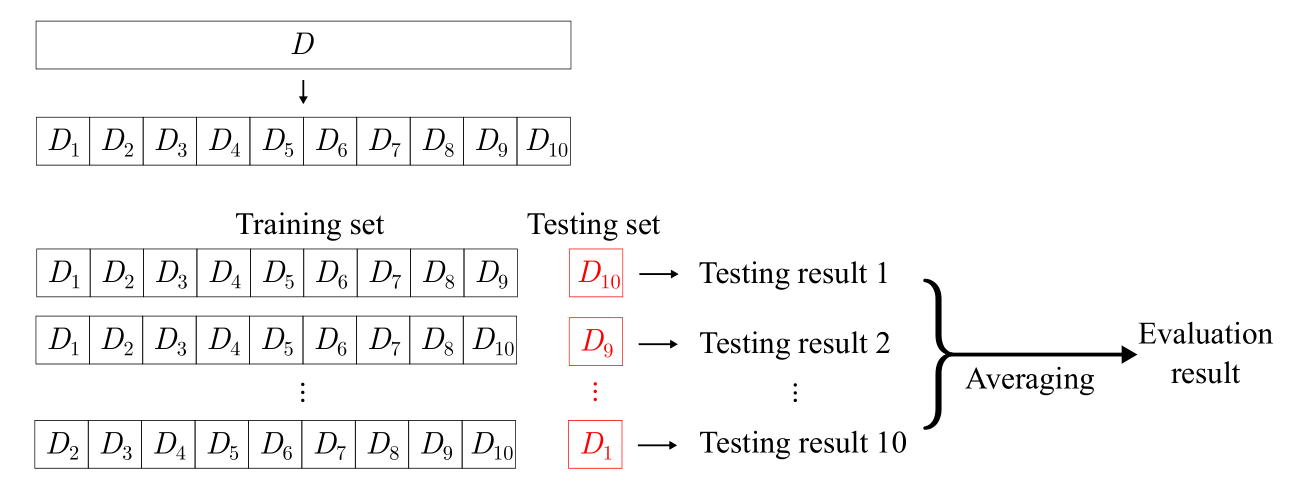 D
D₁ D₂ D₃ D₄ D₅ D₆ D₇ D₈ D₉ D₁₀
Training set Testing set
D₁ D₂ D₃ D₄ D₅ D₆ D₇ D₈ D₉ D₁₀ Testing result 1
D₁ D₂ D₃ D₄ D₅ D₆ D₇ D₈ D₁₀ D₉ Testing result 2
⋮ ⋮ ⋮
D₂ D₃ D₄ D₅ D₆ D₇ D₈ D₉ D₁₀ D₁ Testing result 10
Averaging
Evaluation
result